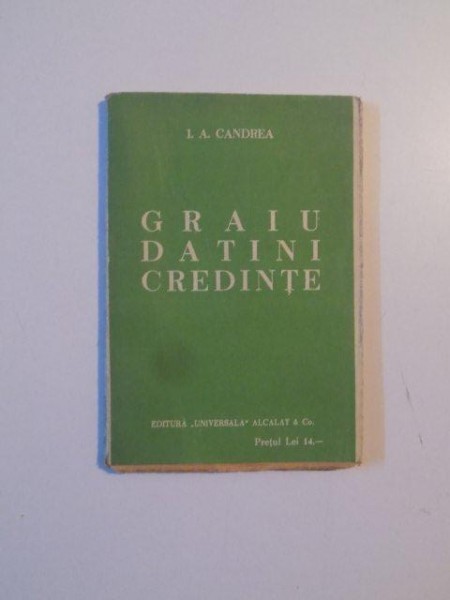 I. A. CANDREA
GRAIU
DATINI
CREDINȚE
EDITURA „UNIVERSALA" ALCALAY & Co.
Prețul Lei 14.—